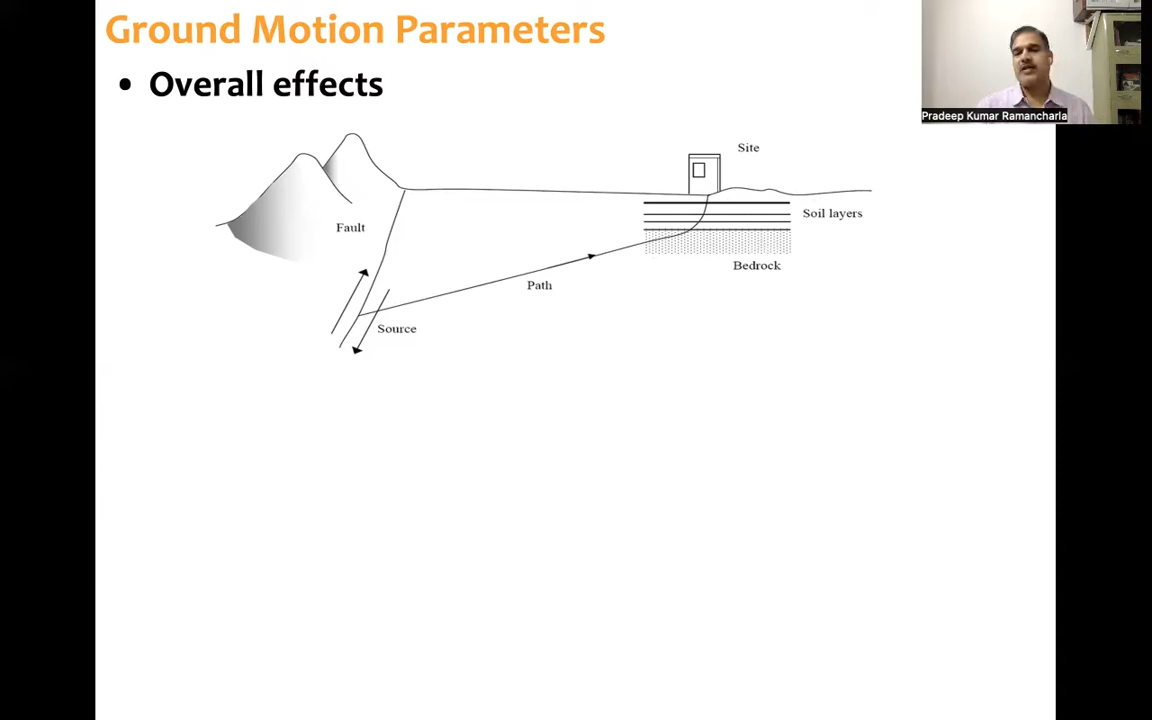 Ground Motion Parameters
• Overall effects
Pradeep Kumar Ramancharla
Site
Soil layers
Fault
Bedrock
Path
Source